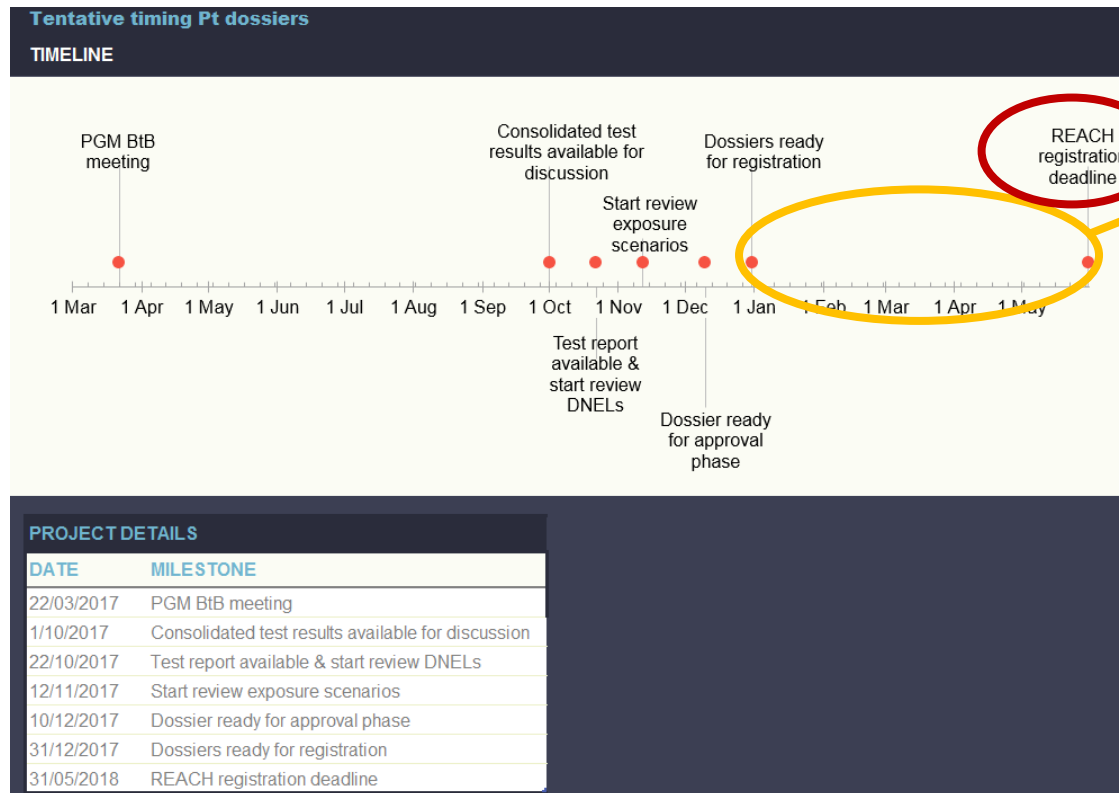 Tentative timing Pt dossiers
TIMELINE
PGM BtB
meeting
Consolidated test
results available for
discussion
Start review
exposure
scenarios
Dossiers ready
for registration
REACH
registration
deadline
1 Mar 1 Apr 1 May 1 Jun 1 Jul 1 Aug 1 Sep 1 Oct 1 Nov 1 Dec 1 Jan 1 Feb 1 Mar 1 Apr 1 May
Test report
available &
start review
DNELs
Dossier ready
for approval
phase
PROJECT DETAILS
DATE MILESTONE
22/03/2017 PGM BtB meeting
1/10/2017 Consolidated test results available for discussion
22/10/2017 Test report available & start review DNELs
12/11/2017 Start review exposure scenarios
10/12/2017 Dossier ready for approval phase
31/12/2017 Dossiers ready for registration
31/05/2018 REACH registration deadline